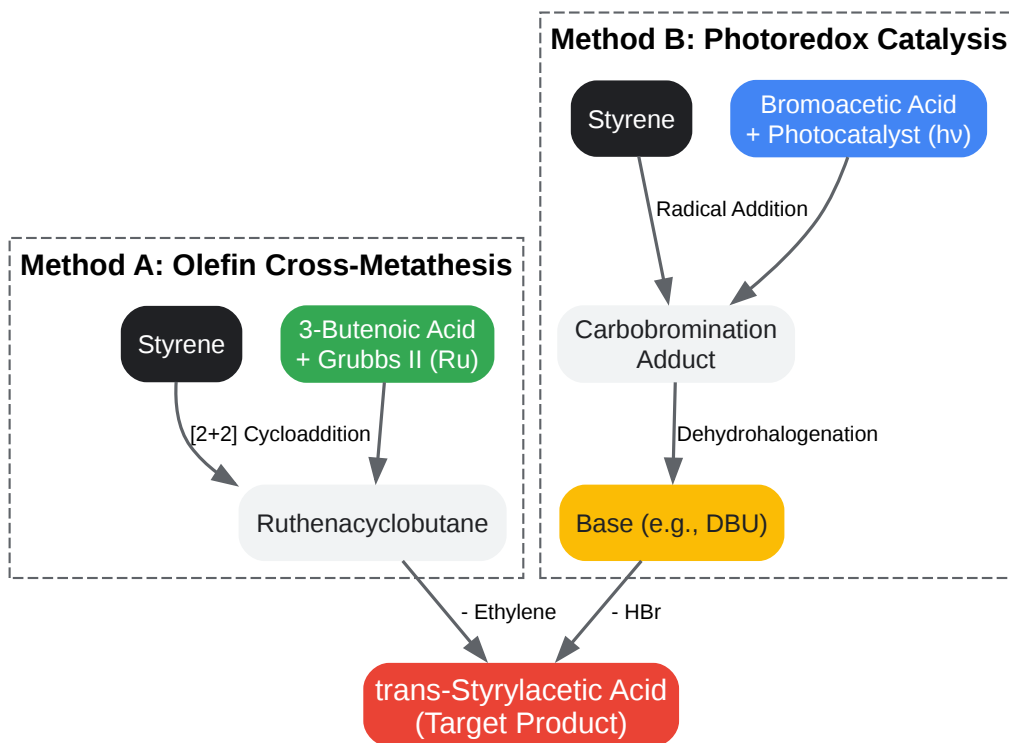 Method B: Photoredox Catalysis
Styrene
Bromoacetic Acid
+ Photocatalyst (hν)
Radical Addition
Carbobromination
Adduct
Dehydrohalogenation
Base (e.g., DBU)
Method A: Olefin Cross-Metathesis
Styrene
3-Butenoic Acid
+ Grubbs II (Ru)
[2+2] Cycloaddition
Ruthenacyclobutane
- Ethylene
- HBr
trans-Styrylacetic Acid
(Target Product)